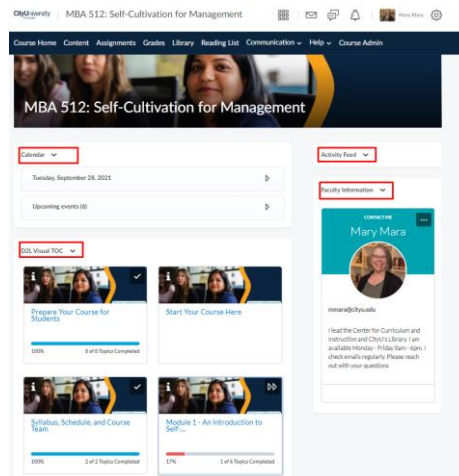 CityUniversity
MBA 512: Self-Cultivation for Management
Mary Mara
Course Home Content Assignments Grades Library Reading List Communication Help Course Admin
MBA 512: Self-Cultivation for Management
Calendar
Tuesday, September 28, 2021
Upcoming events (6)
D2L Visual TOC
Prepare Your Course for
Students
100% 8 of 8 Topics Completed
Start Your Course Here
Syllabus, Schedule, and Course
Team
100% 2 of 2 Topics Completed
Module 1 - An Introduction to
Self-...
17% 1 of 6 Topics Completed
Activity Feed
Faculty Information
CONTACT ME
Mary Mara
mmara@cityu.edu
I lead the Center for Curriculum and
Instruction and CityU's Library. I am
available Monday - Friday 8am - 6pm. I
check emails regularly. Please reach
out with your questions